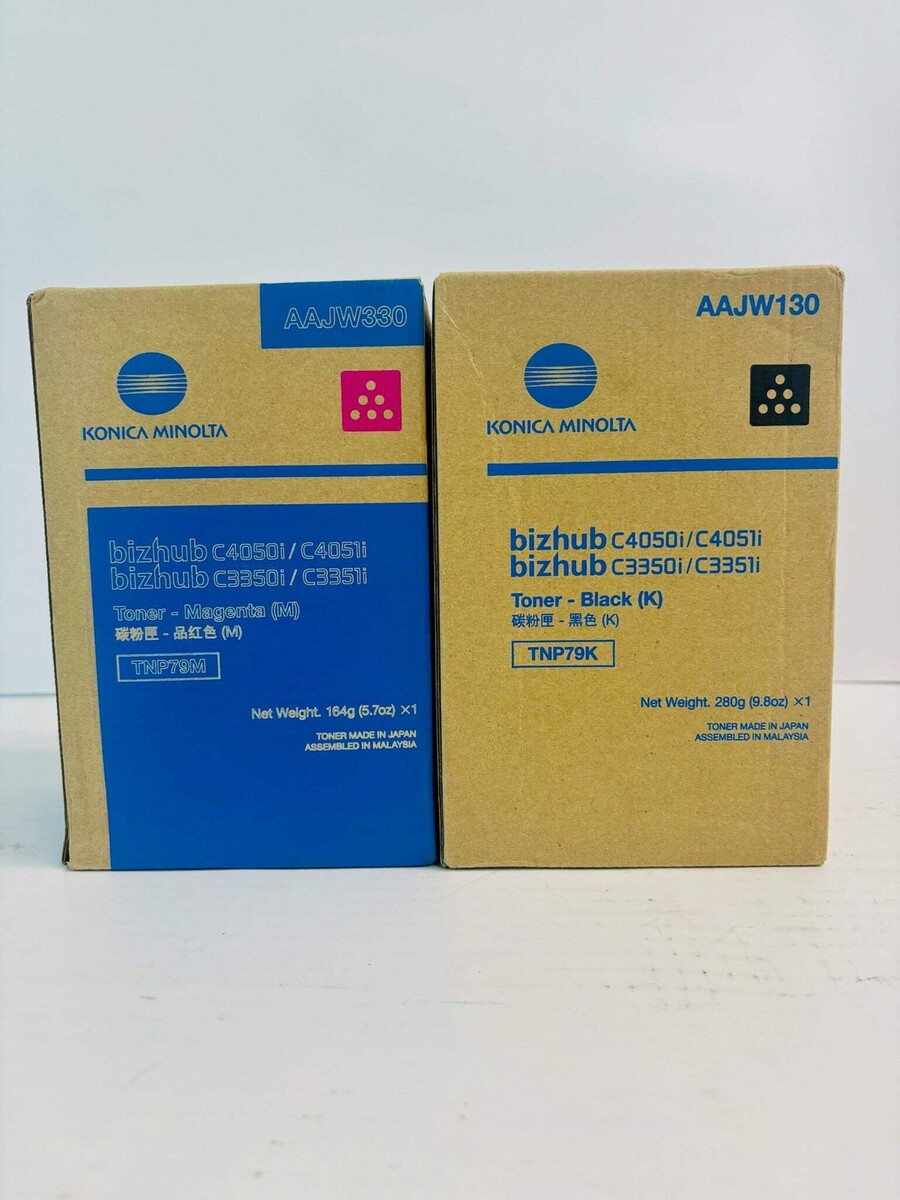 AAJW330
KONICA MINOLTA
bizhub C4050i / C4051i
bizhub C3350i / C3351i
Toner - Magenta (M)
碳粉匣 - 品紅色 (M)
TNP79M
Net Weight. 164g (5.7oz) ×1
TONER MADE IN JAPAN
ASSEMBLED IN MALAYSIA
AAJW130
KONICA MINOLTA
bizhub C4050i / C4051i
bizhub C3350i / C3351i
Toner - Black (K)
碳粉匣 - 黑色 (K)
TNP79K
Net Weight. 280g (9.8oz) ×1
TONER MADE IN JAPAN
ASSEMBLED IN MALAYSIA